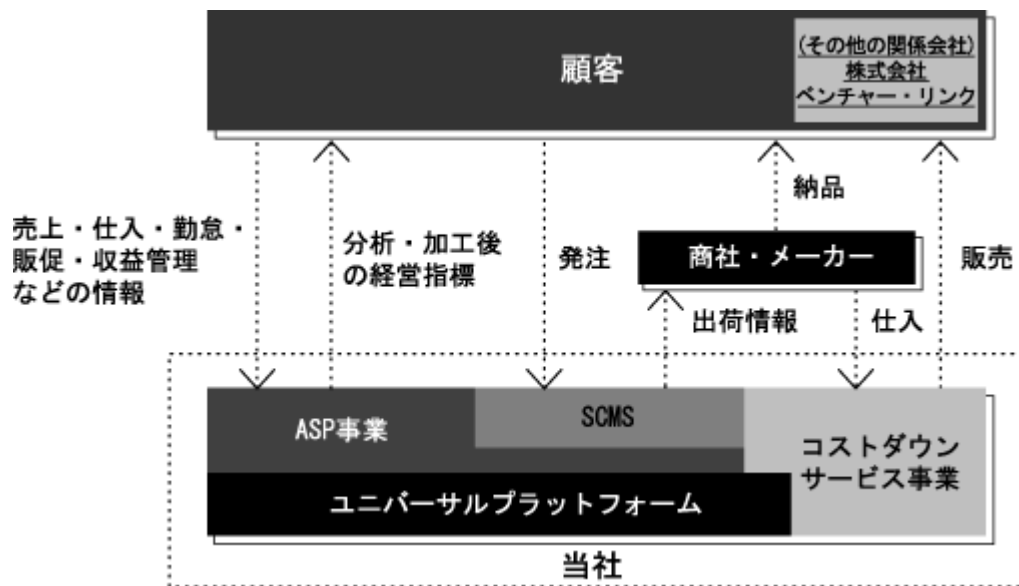 顧客
(その他の関係会社)
株式会社
ベンチャー・リンク
売上・仕入・勤怠・
販促・収益管理
などの情報
分析・加工後
の経営指標
発注
納品
商社・メーカー
販売
出荷情報
仕入
ASP事業
SCMS
コストダウン
サービス事業
ユニバーサルプラットフォーム
当社